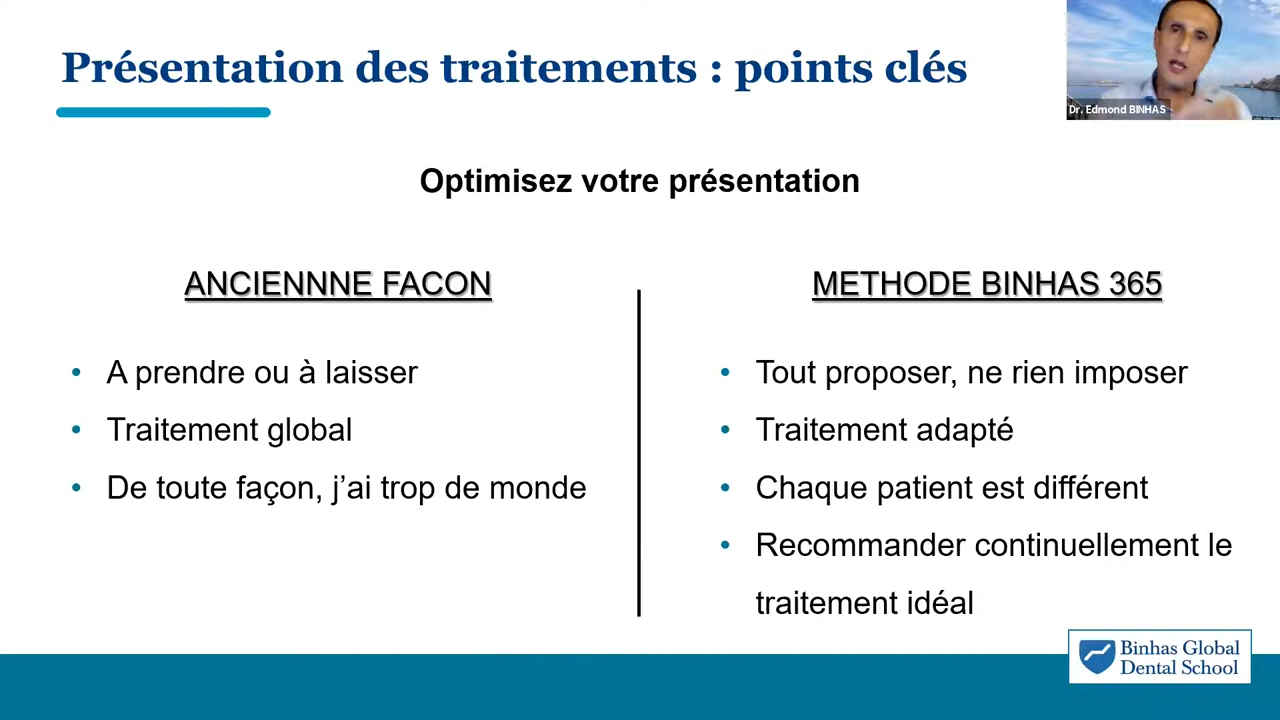 Présentation des traitements : points clés
Dr. Edmond BINHAS
Optimisez votre présentation
ANCIENNNE FACON
• A prendre ou à laisser
• Traitement global
• De toute façon, j’ai trop de monde
METHODE BINHAS 365
• Tout proposer, ne rien imposer
• Traitement adapté
• Chaque patient est différent
• Recommander continuellement le
traitement idéal
Binhas Global
Dental School